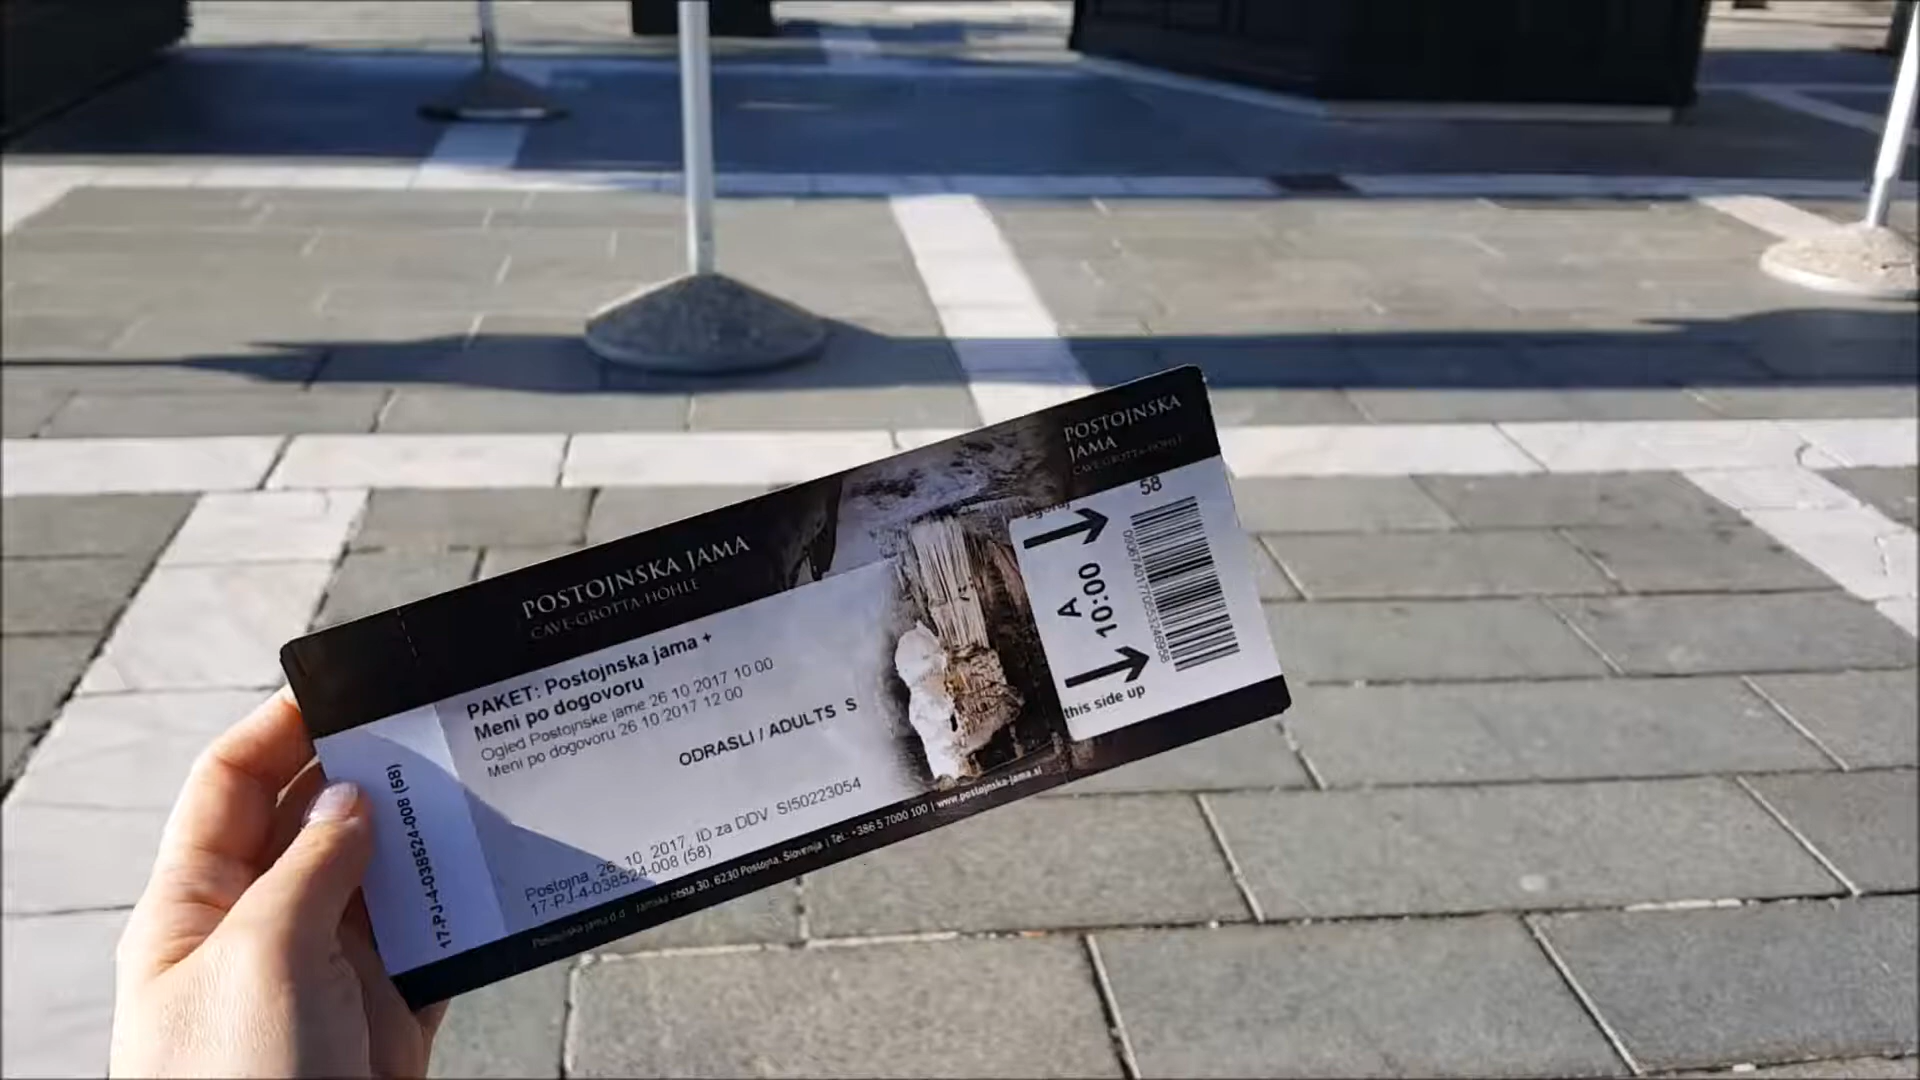 POSTOJNSKA JAMA
CAVE·GROTTA·HÖHLE
PAKET: Postojnska jama +
Meni po dogovoru
Ogled Postojnske jame 26 10 2017 10 00
Meni po dogovoru 26 10 2017 12 00
ODRASLI / ADULTS S
Postojna, 26. 10. 2017, ID za DDV SI50223054
17-PJ-4-038524-008 (58)
Postojnska jama d.d. Jamska cesta 30, 6230 Postojna, Slovenija | Tel.: +386 5 7000 100 | www.postojnska-jama.si
17-PJ-4-038524-008 (58)
POSTOJNSKA
JAMA
CAVE·GROTTA·HÖHLE
58
A
10:00
this side up